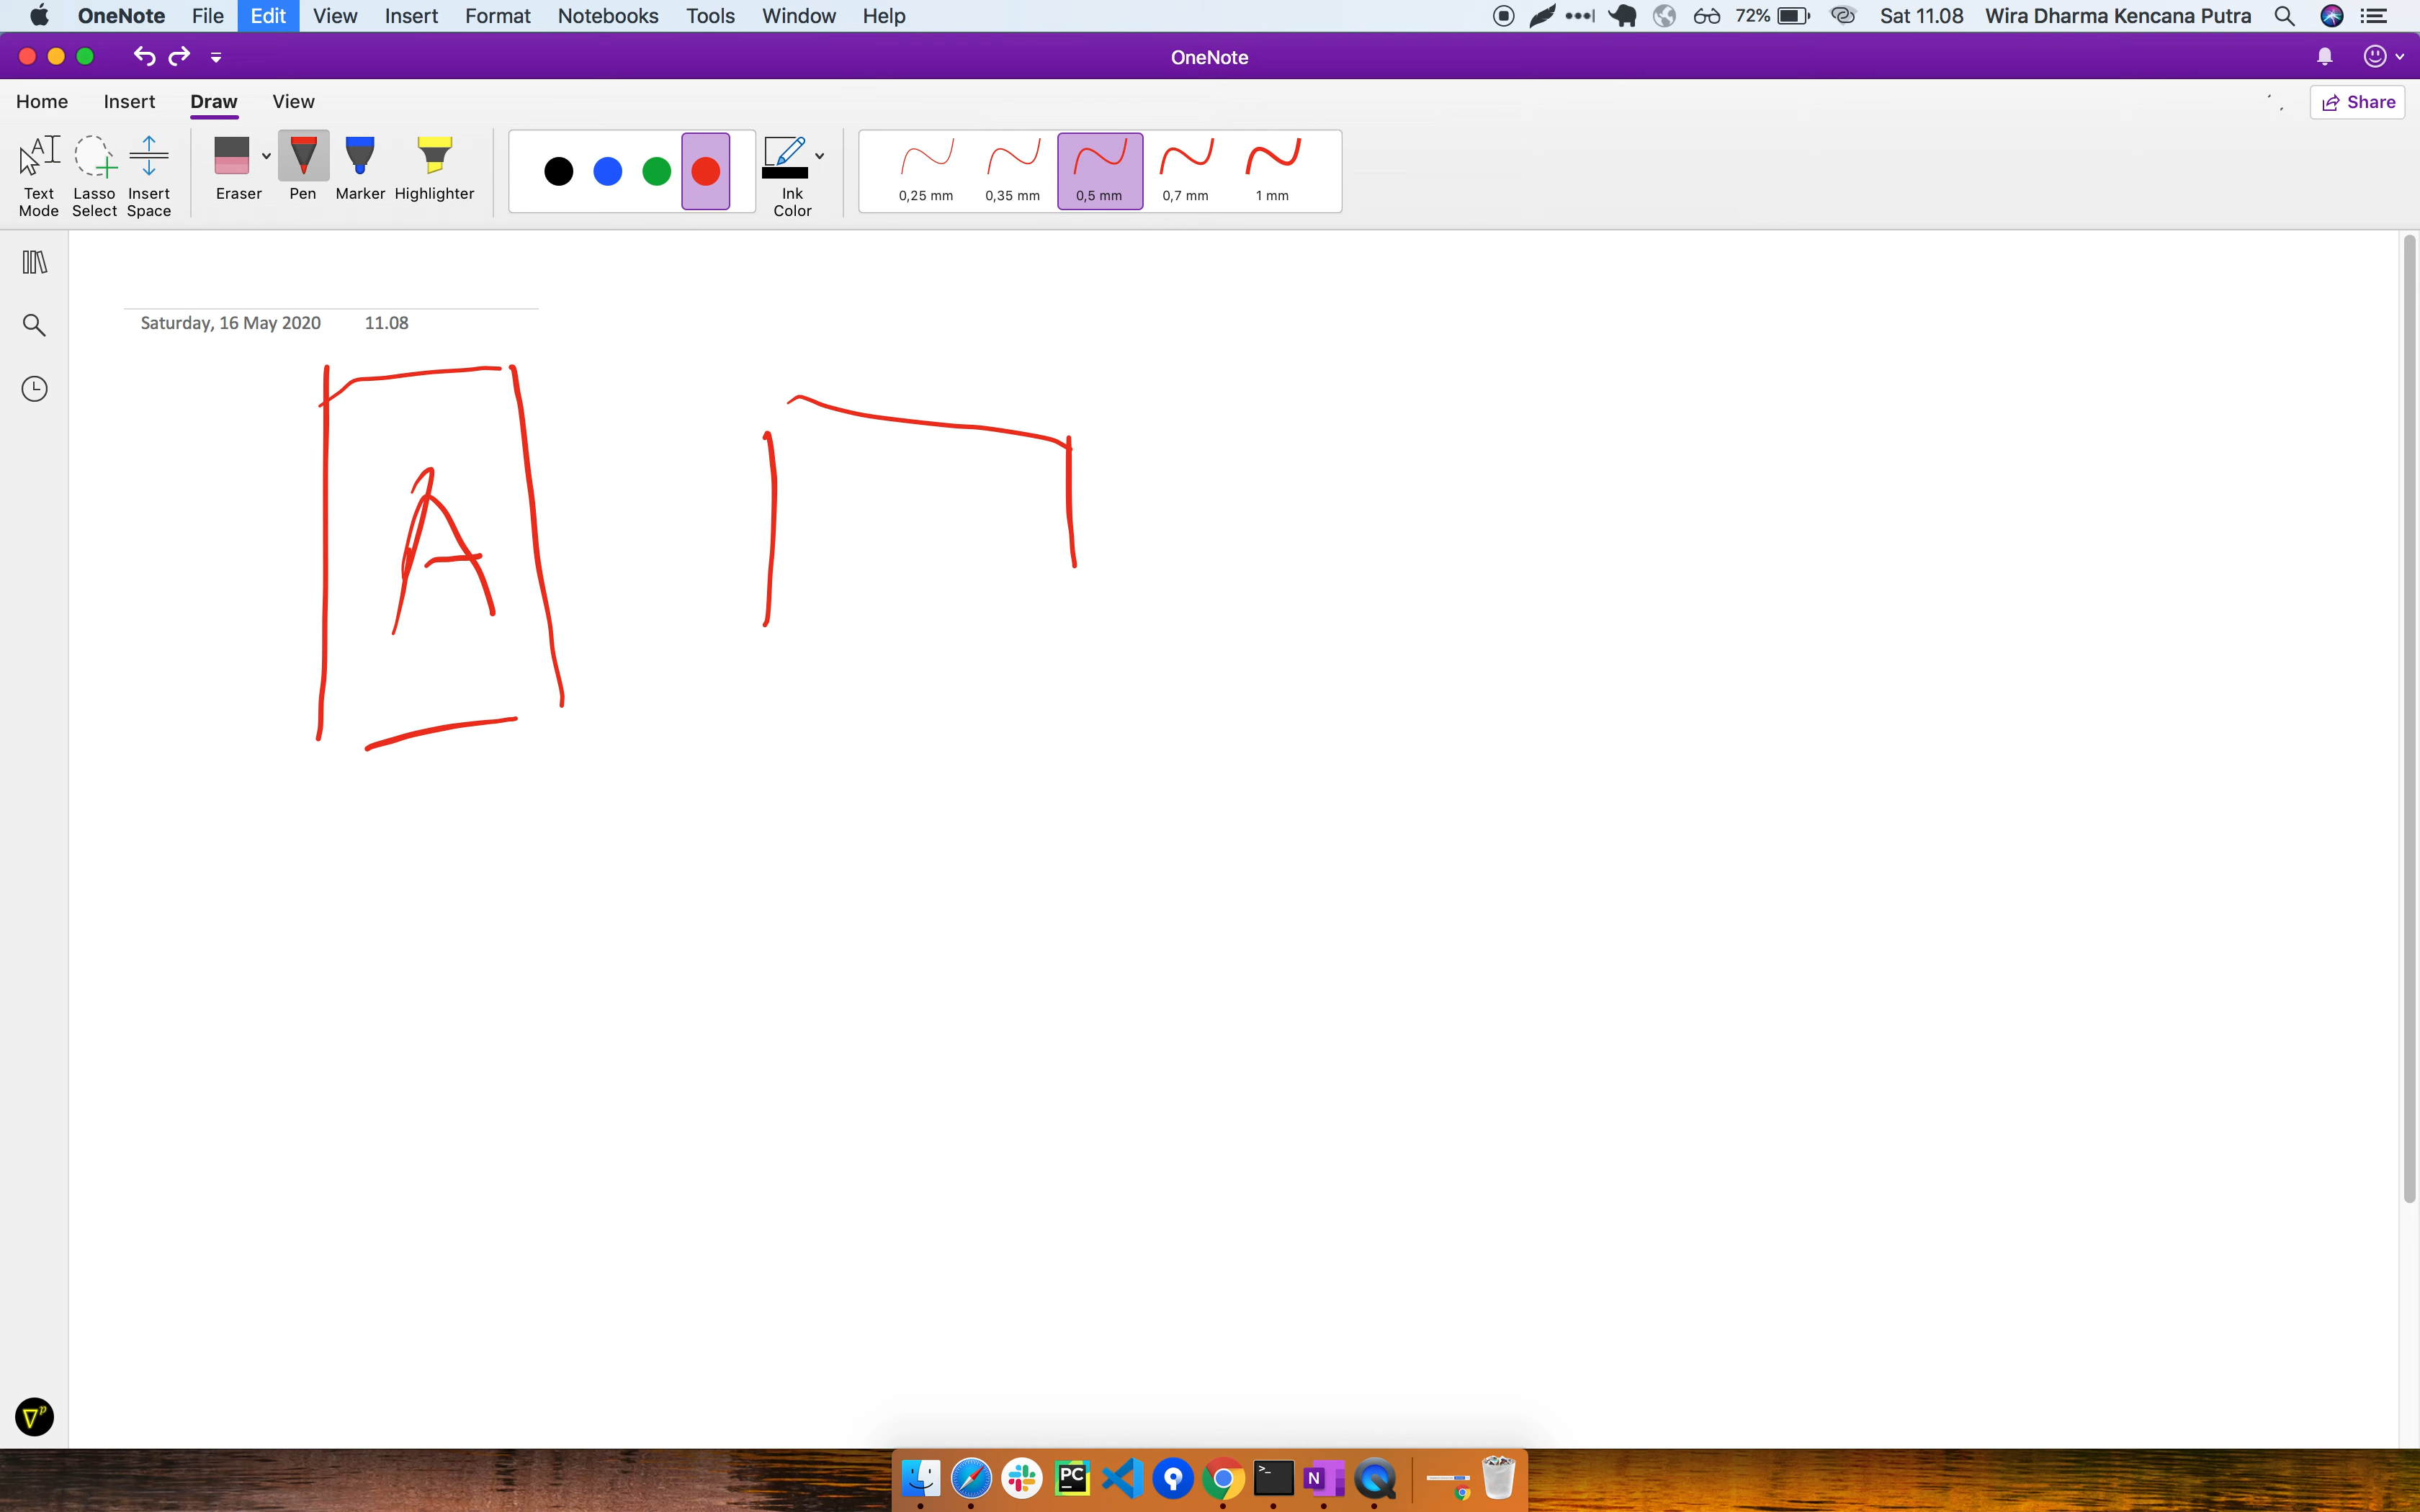 OneNote File Edit View Insert Format Notebooks Tools Window Help 72% Sat 11.08 Wira Dharma Kencana Putra
OneNote
Home Insert Draw View Share
AI
Text Mode Lasso Select Insert Space Eraser Pen Marker Highlighter Ink Color 0,25 mm 0,35 mm 0,5 mm 0,7 mm 1 mm
Saturday, 16 May 2020 11.08
A
∇p
PC >_ N